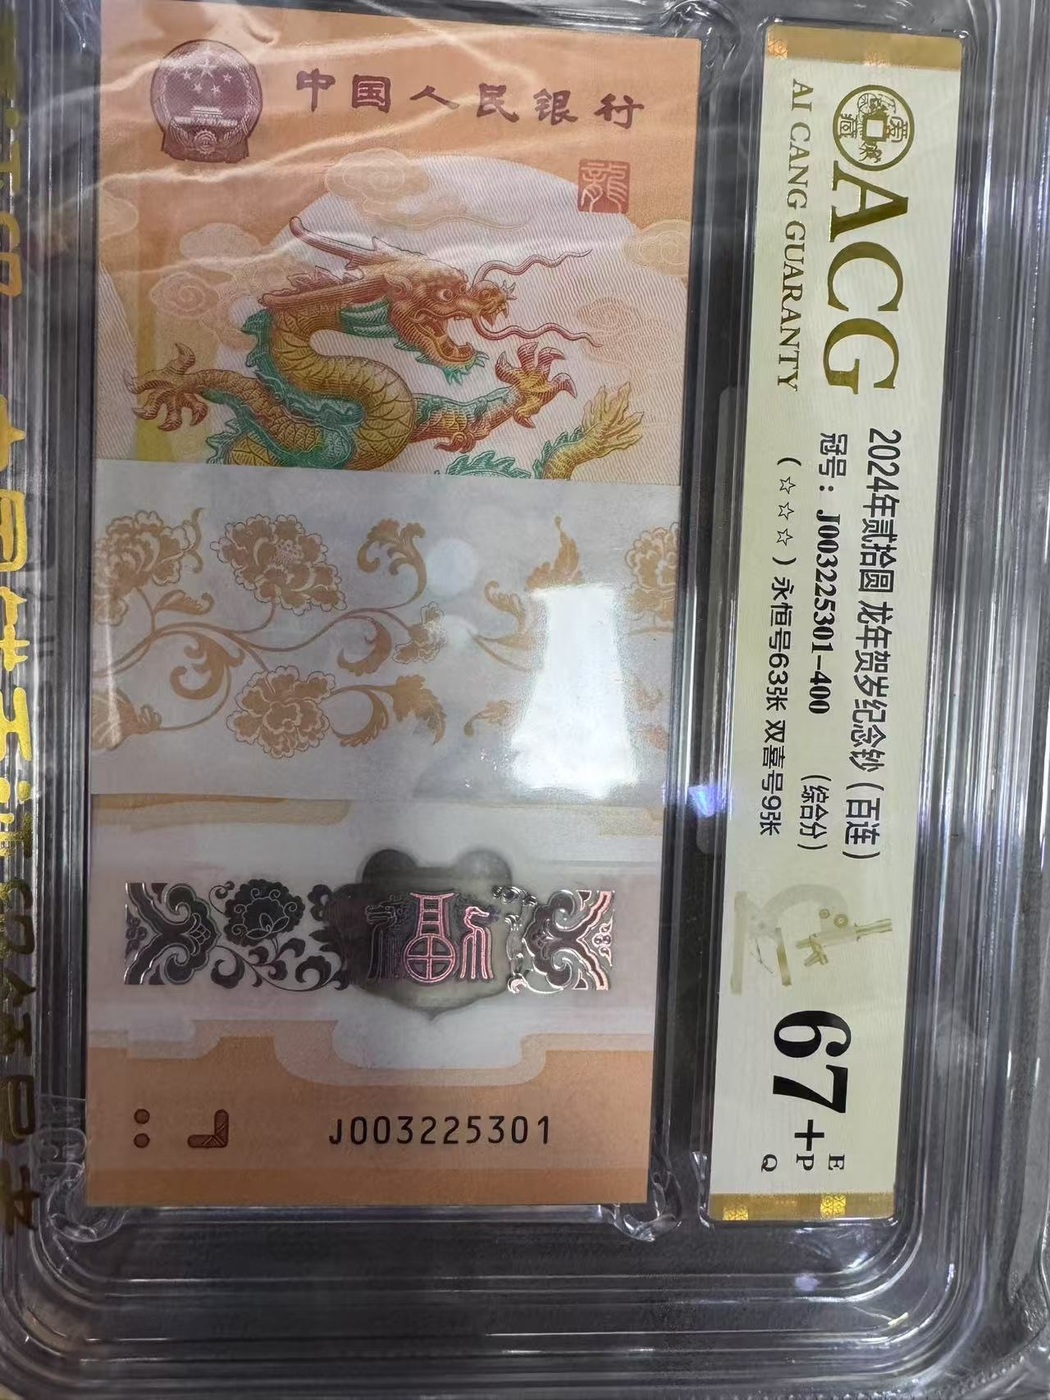 中国人民银行
龍
J003225301
ACG
AI CANG GUARANTY
2024年贰拾圆 龙年贺岁纪念钞（百连）
冠号：J003225301-400 （综合分）
（☆☆☆）永恒号63张 双喜号9张
67+
E
P
Q